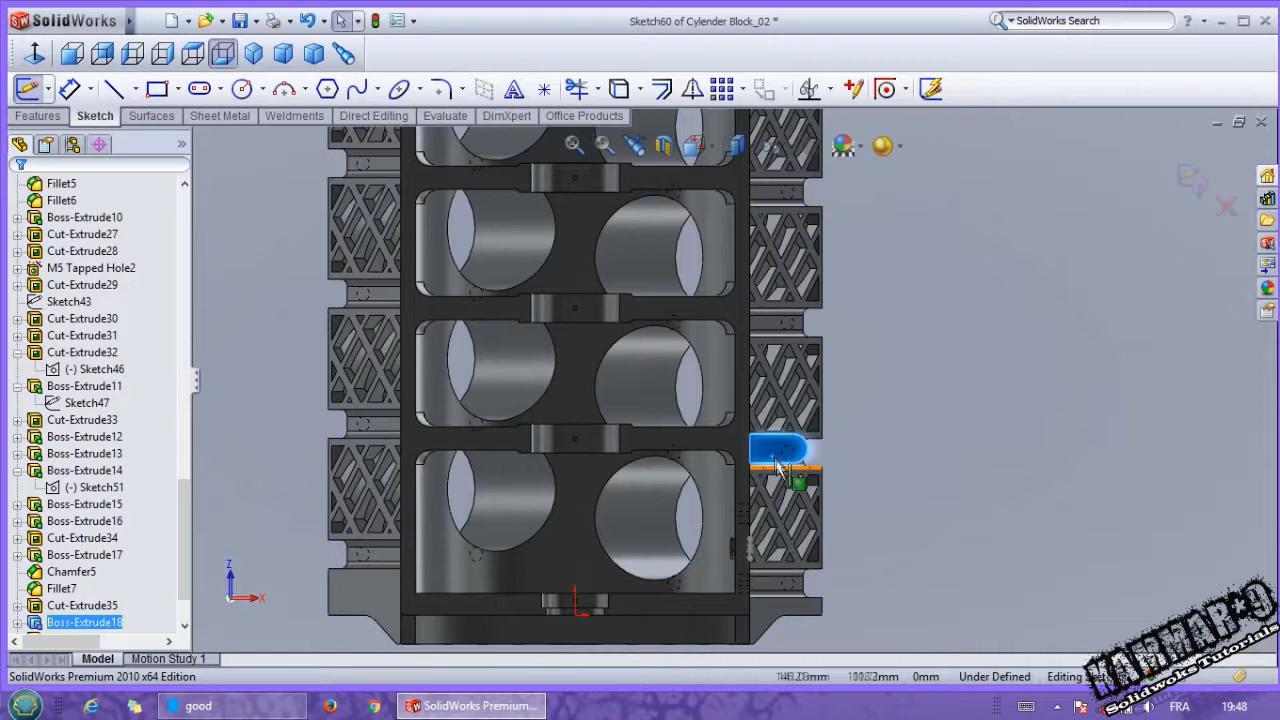 SolidWorks
Sketch60 of Cylender Block_02 *
SolidWorks Search
Features
Sketch
Surfaces
Sheet Metal
Weldments
Direct Editing
Evaluate
DimXpert
Office Products
Fillet5
Fillet6
Boss-Extrude10
Cut-Extrude27
Cut-Extrude28
M5 Tapped Hole2
Cut-Extrude29
Sketch43
Cut-Extrude30
Cut-Extrude31
Cut-Extrude32
(-) Sketch46
Boss-Extrude11
Sketch47
Cut-Extrude33
Boss-Extrude12
Boss-Extrude13
Boss-Extrude14
(-) Sketch51
Boss-Extrude15
Boss-Extrude16
Cut-Extrude34
Boss-Extrude17
Chamfer5
Fillet7
Cut-Extrude35
Boss-Extrude18
Z
X
Model
Motion Study 1
SolidWorks Premium 2010 x64 Edition
0mm
Under Defined
KAMMAR*9
Solidwoks Tutorials
good
SolidWorks Premium...
FR
19:48